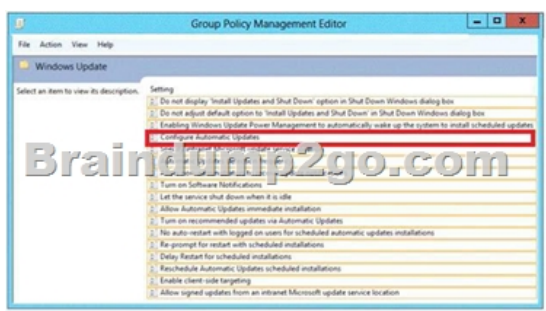 Group Policy Management Editor
File Action View Help
Windows Update
Select an item to view its description.
Setting
Do not display 'Install Updates and Shut Down' option in Shut Down Windows dialog box
Do not adjust default option to 'Install Updates and Shut Down' in Shut Down Windows dialog box
Enabling Windows Update Power Management to automatically wake up the system to install scheduled updates
Configure Automatic Updates
Braindump2go.com
Turn on Software Notifications
Let the service shut down when it is idle
Allow Automatic Updates immediate installation
Turn on recommended updates via Automatic Updates
No auto-restart with logged on users for scheduled automatic updates installations
Re-prompt for restart with scheduled installations
Delay Restart for scheduled installations
Reschedule Automatic Updates scheduled installations
Enable client-side targeting
Allow signed updates from an intranet Microsoft update service location